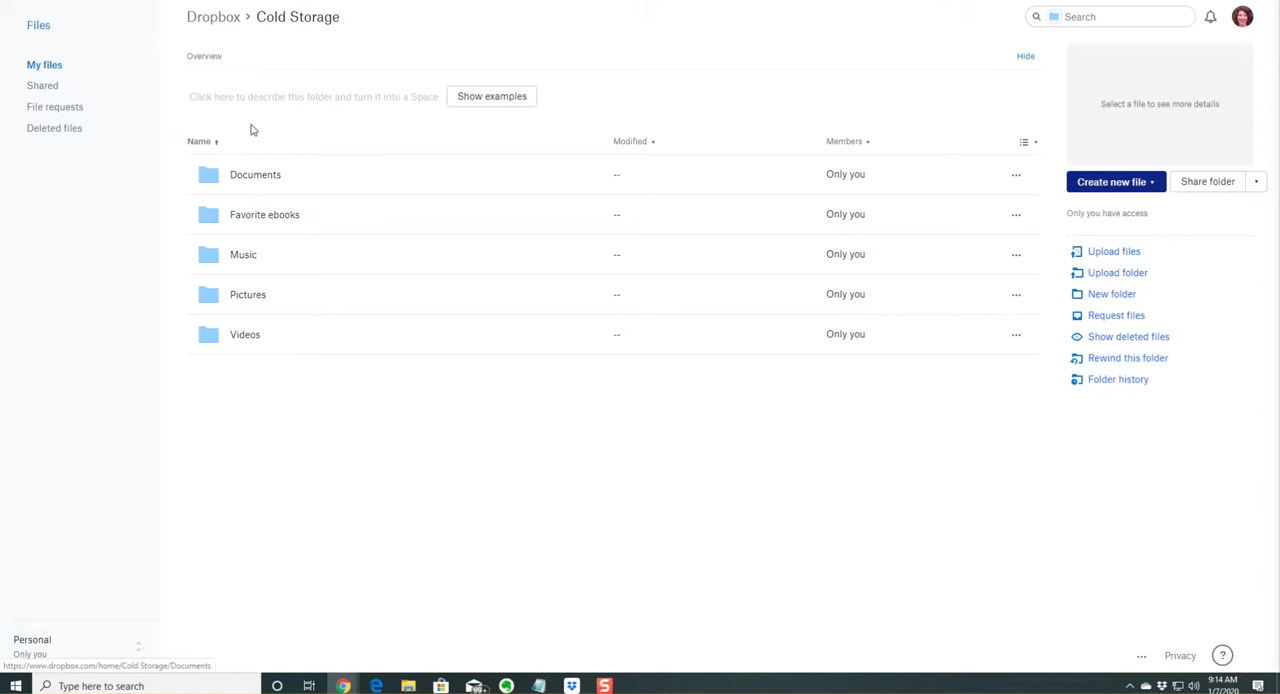 Files
My files
Shared
File requests
Deleted files
Dropbox › Cold Storage
Search
Overview
Hide
Click here to describe this folder and turn it into a Space
Show examples
Name
Modified
Members
Documents
--
Only you
Favorite ebooks
--
Only you
Music
--
Only you
Pictures
--
Only you
Videos
--
Only you
Select a file to see more details
Create new file
Share folder
Only you have access
Upload files
Upload folder
New folder
Request files
Show deleted files
Rewind this folder
Folder history
Personal
Only you
https://www.dropbox.com/home/Cold Storage/Documents
Privacy
?
Type here to search
99+
S
9:14 AM
1/7/2020